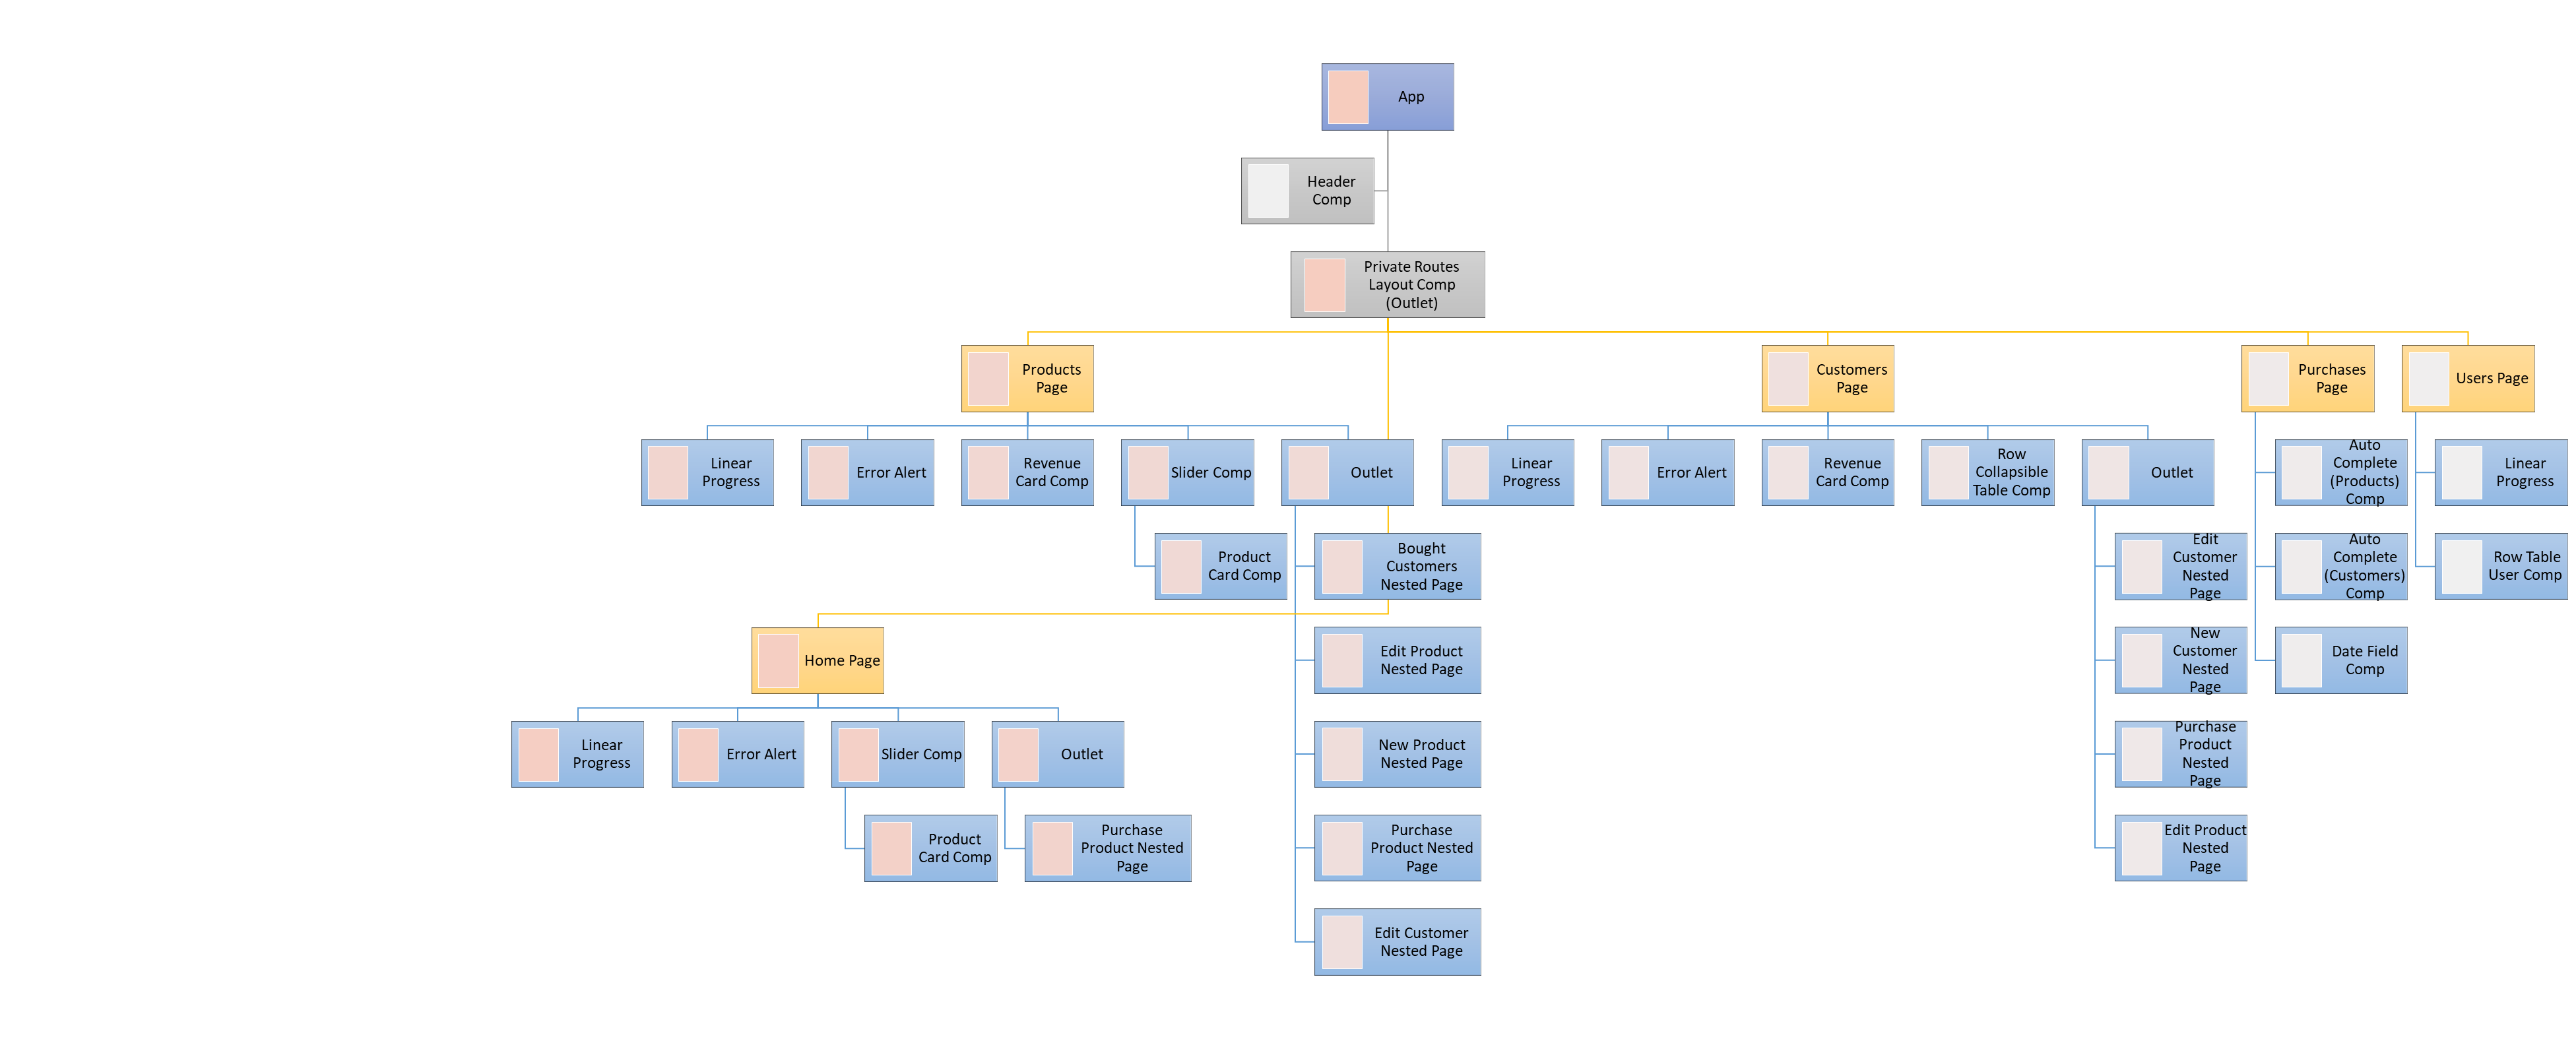 App
Header
Comp
Private Routes
Layout Comp
(Outlet)
Products
Page
Customers
Page
Purchases
Page
Users Page
Linear
Progress
Error Alert
Revenue
Card Comp
Slider Comp
Outlet
Linear
Progress
Error Alert
Revenue
Card Comp
Row
Collapsible
Table Comp
Outlet
Auto
Complete
(Products)
Comp
Linear
Progress
Product
Card Comp
Bought
Customers
Nested Page
Edit
Customer
Nested
Page
Auto
Complete
(Customers)
Comp
Row Table
User Comp
Home Page
Edit Product
Nested Page
New
Customer
Nested
Page
Date Field
Comp
Linear
Progress
Error Alert
Slider Comp
Outlet
New Product
Nested Page
Purchase
Product
Nested
Page
Product
Card Comp
Purchase
Product Nested
Page
Purchase
Product Nested
Page
Edit Product
Nested
Page
Edit Customer
Nested Page